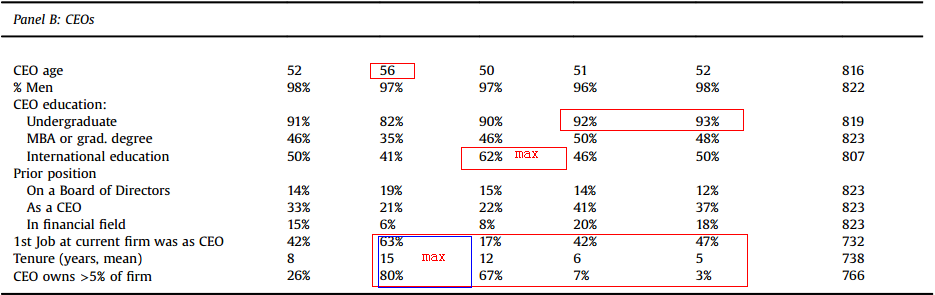 Panel B: CEOs
CEO age 52 56 50 51 52 816
% Men 98% 97% 97% 96% 98% 822
CEO education:
Undergraduate 91% 82% 90% 92% 93% 819
MBA or grad. degree 46% 35% 46% 50% 48% 823
International education 50% 41% 62% max 46% 50% 807
Prior position
On a Board of Directors 14% 19% 15% 14% 12% 823
As a CEO 33% 21% 22% 41% 37% 823
In financial field 15% 6% 8% 20% 18% 823
1st Job at current firm was as CEO 42% 63% 17% 42% 47% 732
Tenure (years, mean) 8 15 max 12 6 5 738
CEO owns >5% of firm 26% 80% 67% 7% 3% 766